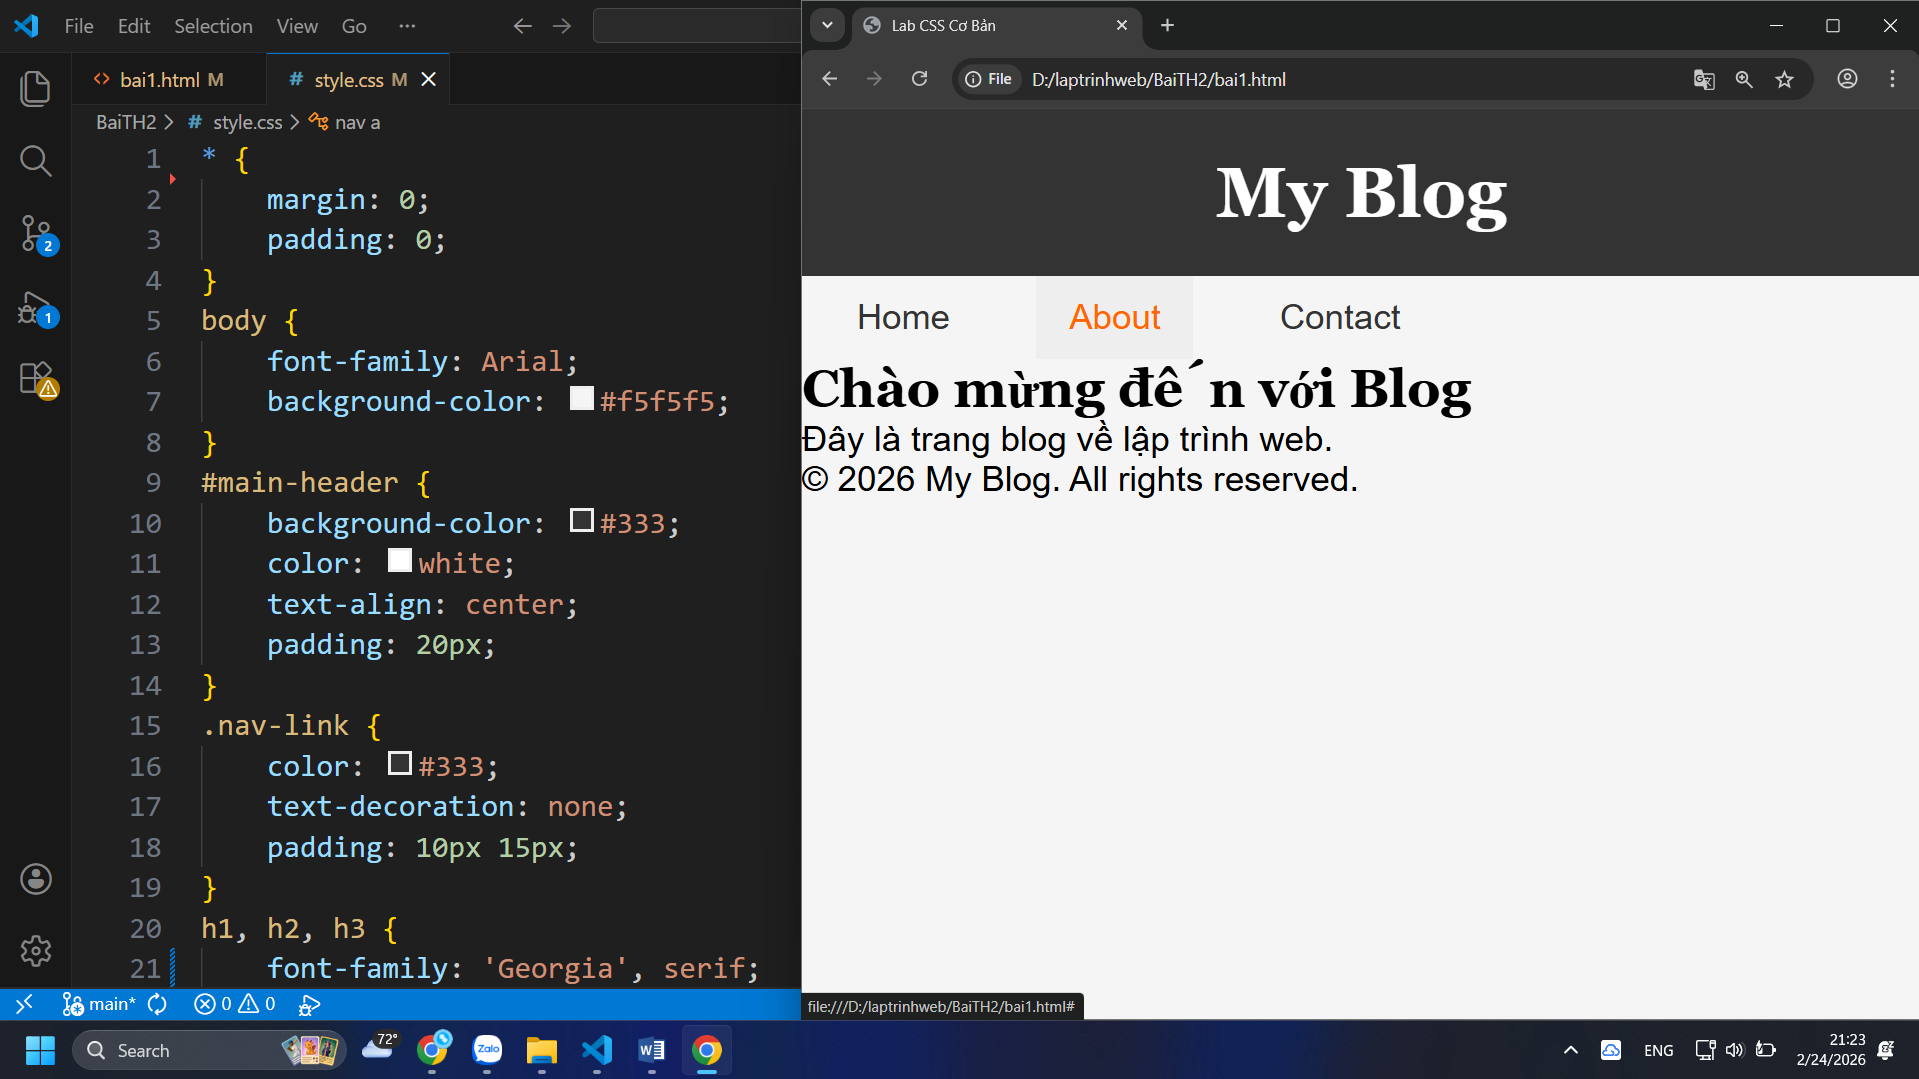 File Edit Selection View Go ···
bai1.html M
# style.css M
BaiTH2 > # style.css > nav a
1 * {
2 margin: 0;
3 padding: 0;
4 }
5 body {
6 font-family: Arial;
7 background-color: #f5f5f5;
8 }
9 #main-header {
10 background-color: #333;
11 color: white;
12 text-align: center;
13 padding: 20px;
14 }
15 .nav-link {
16 color: #333;
17 text-decoration: none;
18 padding: 10px 15px;
19 }
20 h1, h2, h3 {
21 font-family: 'Georgia', serif;
2
1
main* 0 0
Lab CSS Cơ Bản
File D:/laptrinhweb/BaiTH2/bai1.html
My Blog
Home About Contact
Chào mừng đến với Blog
Đây là trang blog về lập trình web.
© 2026 My Blog. All rights reserved.
file:///D:/laptrinhweb/BaiTH2/bai1.html#
Search
72°
Zalo
W
ENG
21:23
2/24/2026